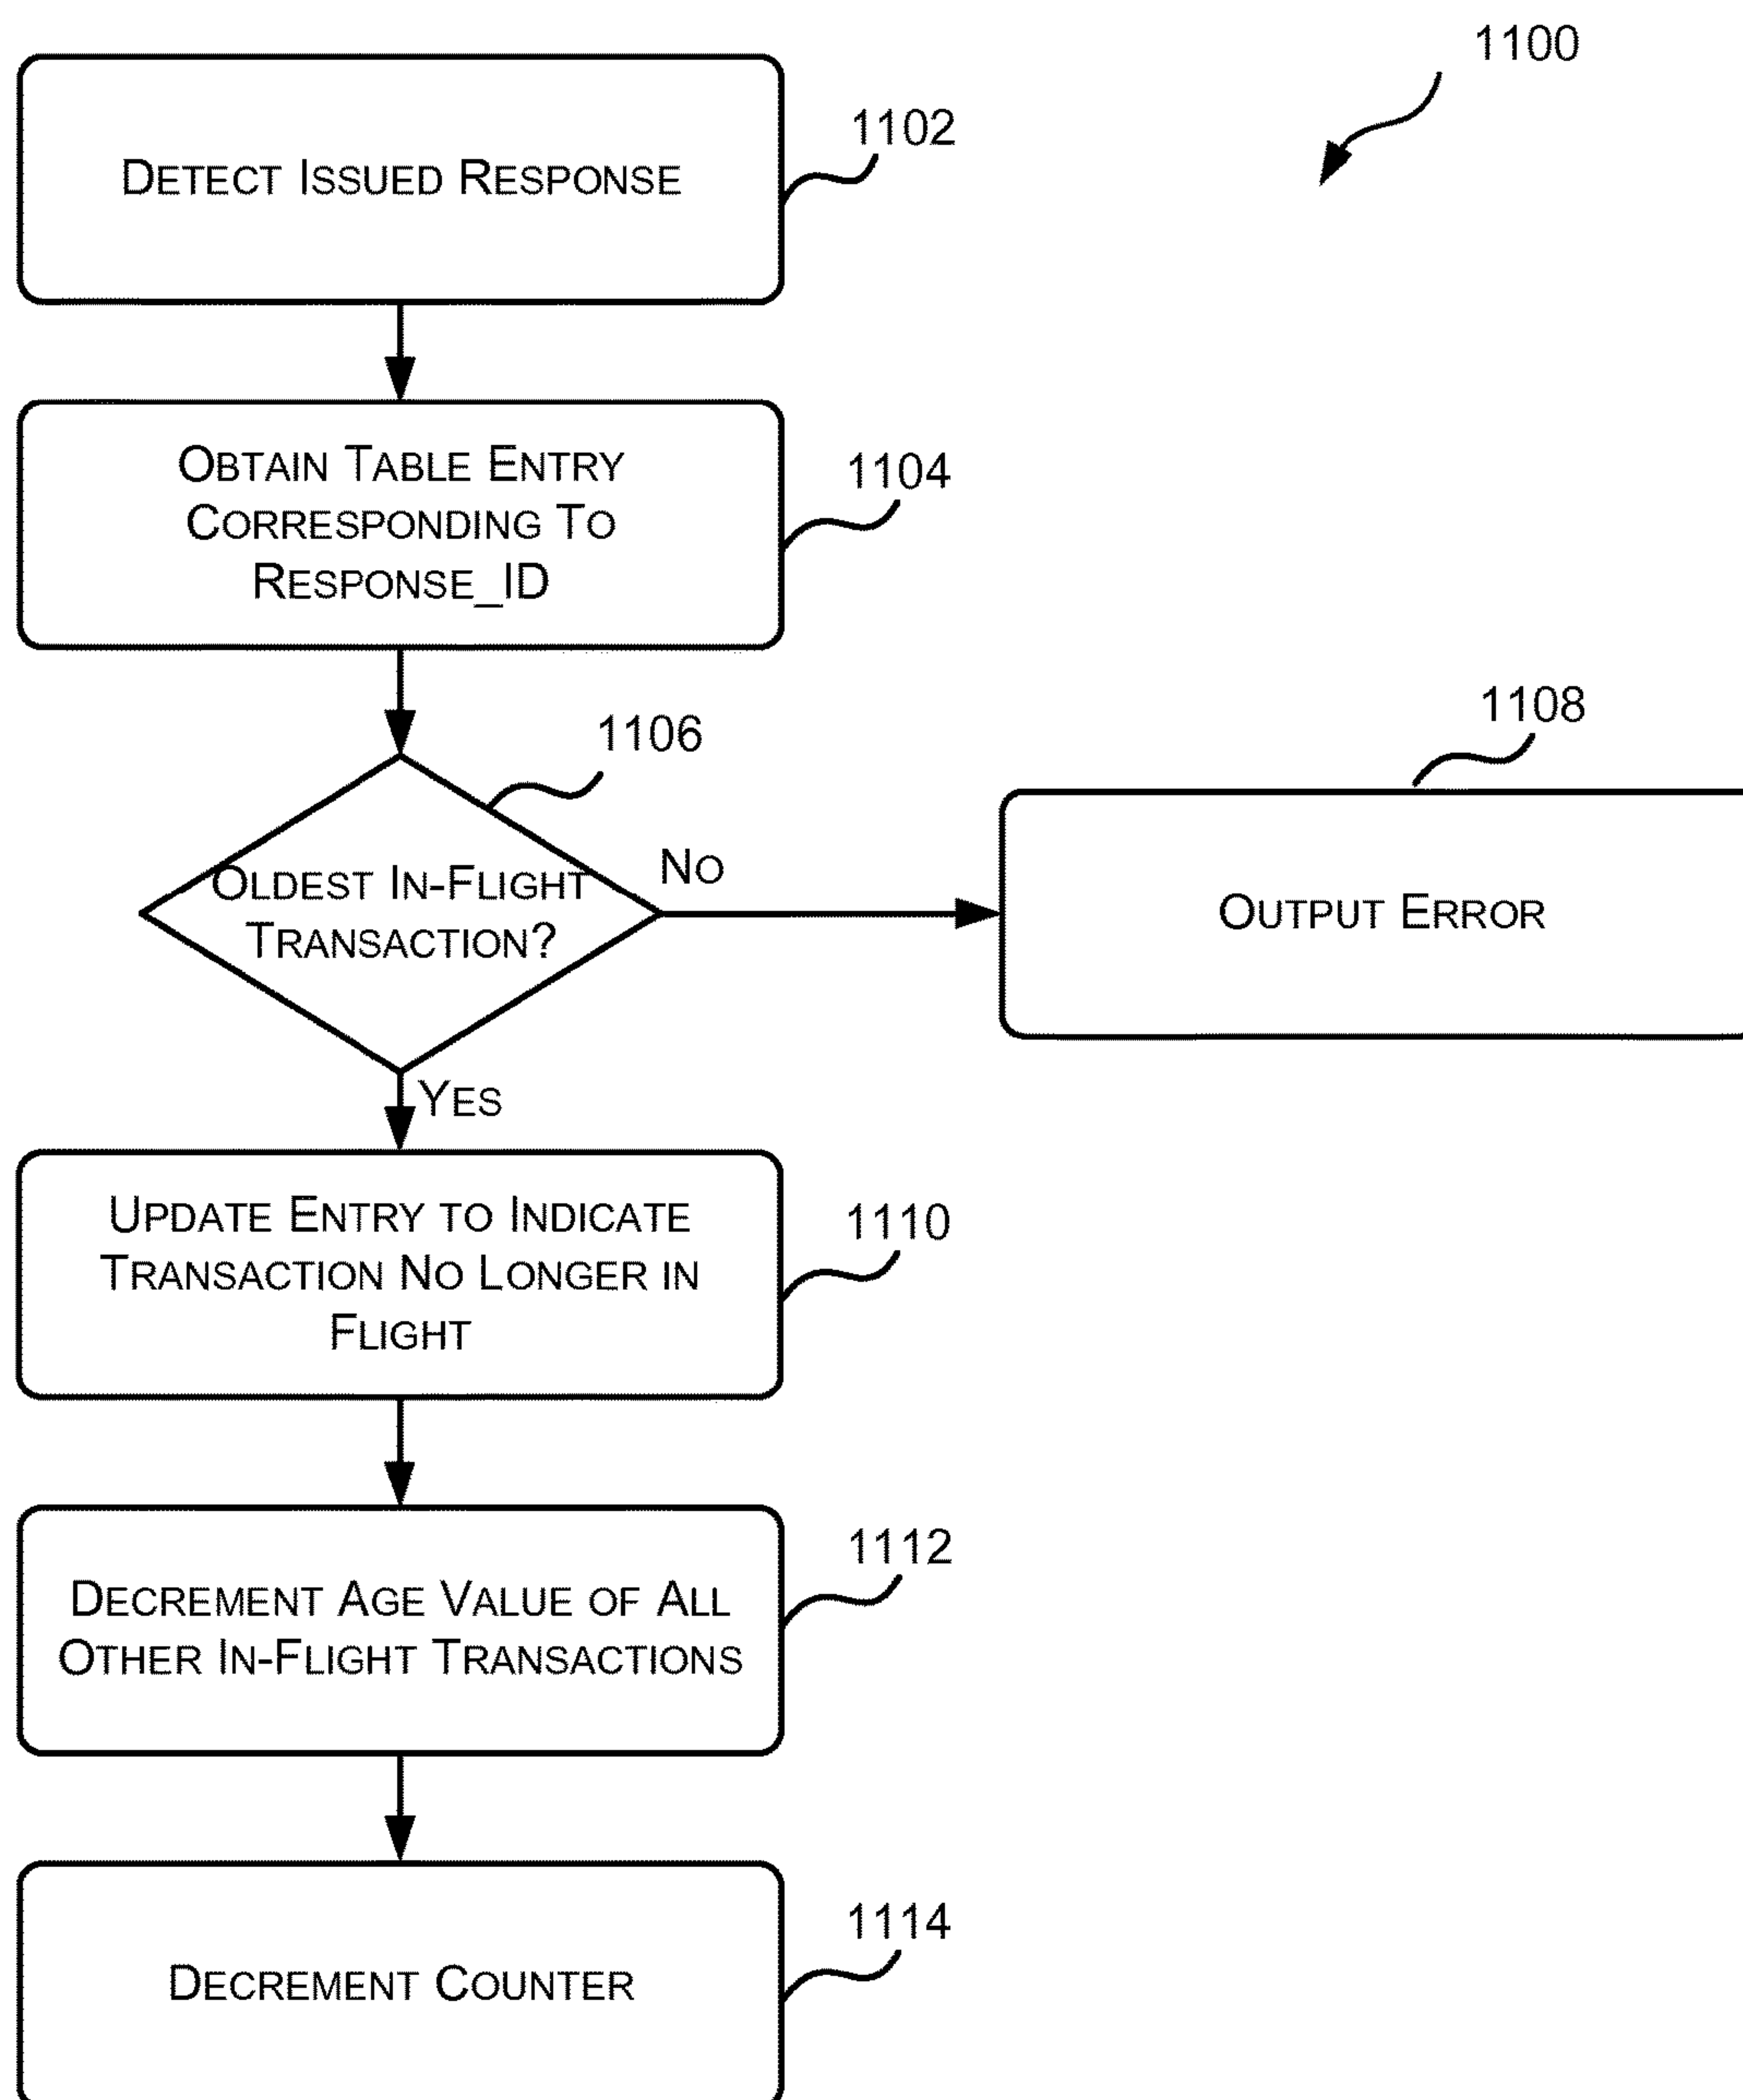 1100
DETECT ISSUED RESPONSE
1102
OBTAIN TABLE ENTRY
CORRESPONDING TO
RESPONSE_ID
1104
1106
OLDEST IN-FLIGHT
TRANSACTION?
NO
1108
OUTPUT ERROR
YES
UPDATE ENTRY TO INDICATE
TRANSACTION NO LONGER IN
FLIGHT
1110
DECREMENT AGE VALUE OF ALL
OTHER IN-FLIGHT TRANSACTIONS
1112
DECREMENT COUNTER
1114